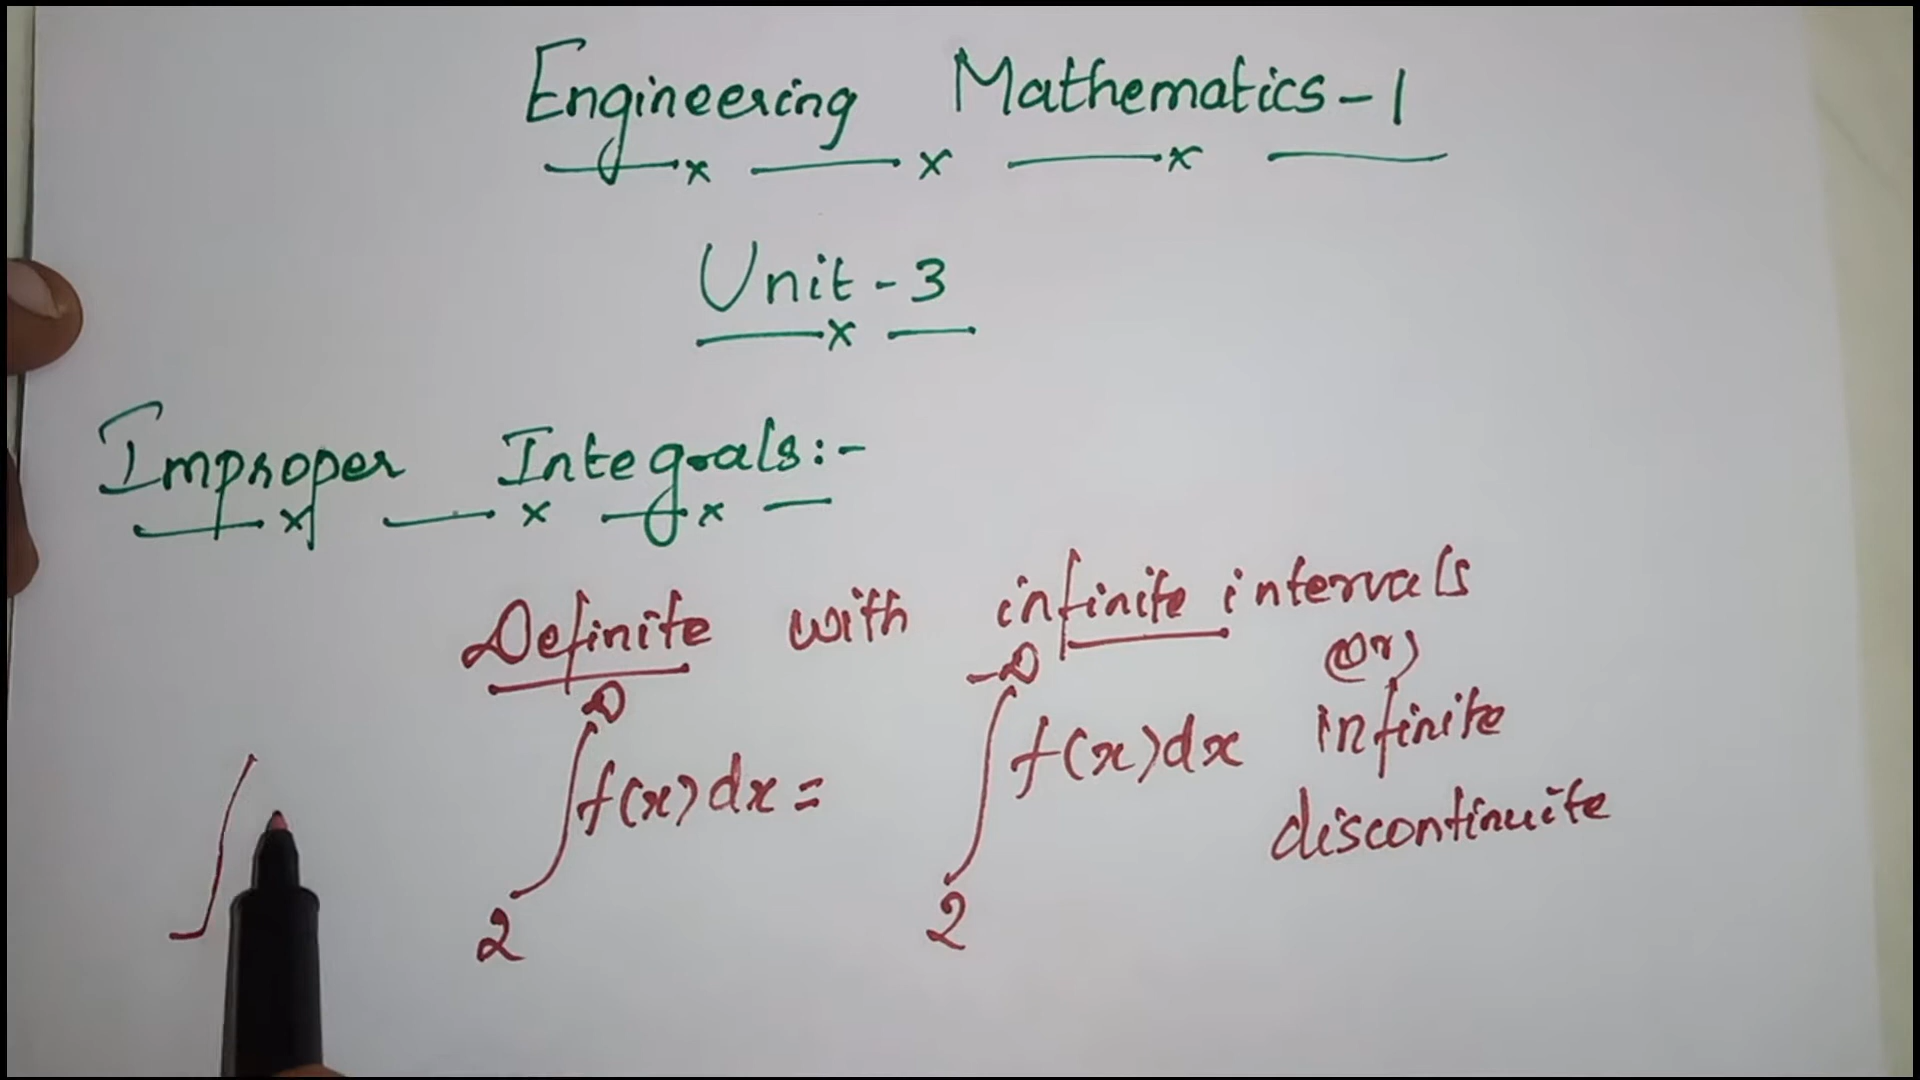 Engineering Mathematics-1
Unit-3
Improper Integrals:-
Definite with infinite intervals
(or)
infinite
discontinuite
∞ -∞
∫ ∫f(x)dx = ∫f(x)dx
2 2